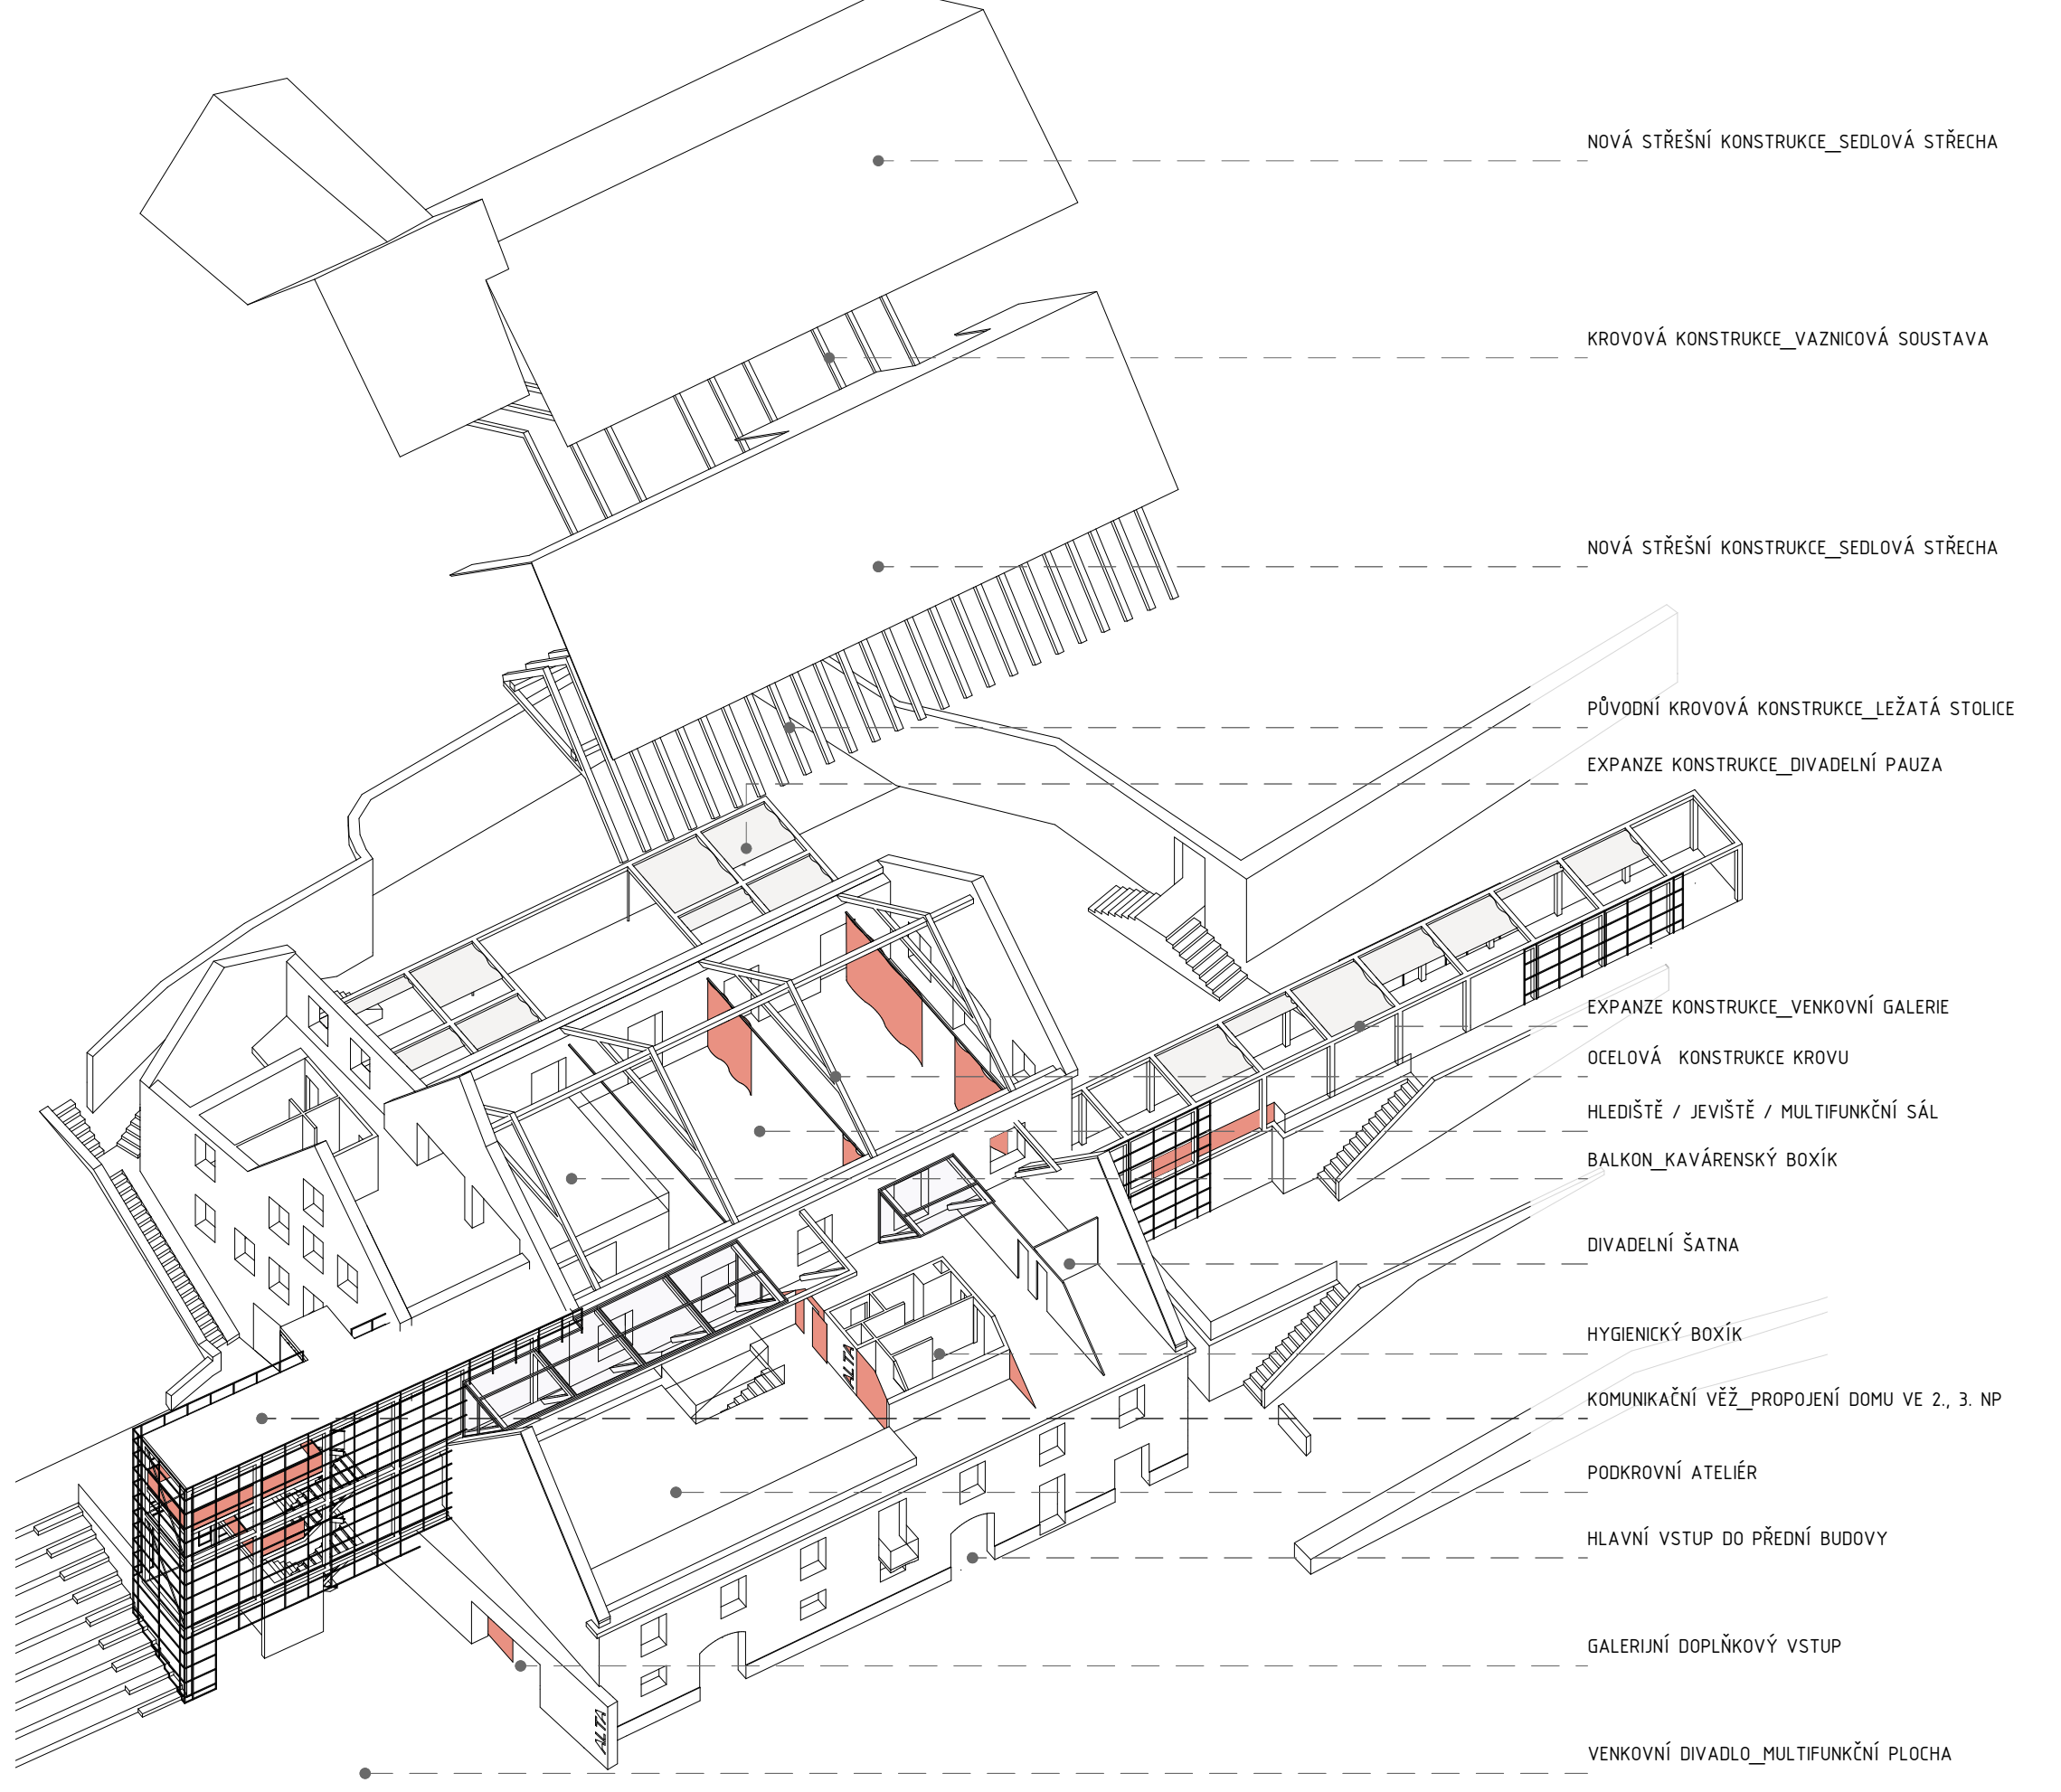 NOVÁ STŘEŠNÍ KONSTRUKCE_SEDLOVÁ STŘECHA
KROVOVÁ KONSTRUKCE_VAZNICOVÁ SOUSTAVA
NOVÁ STŘEŠNÍ KONSTRUKCE_SEDLOVÁ STŘECHA
PŮVODNÍ KROVOVÁ KONSTRUKCE_LEŽATÁ STOLICE
EXPANZE KONSTRUKCE_DIVADELNÍ PAUZA
EXPANZE KONSTRUKCE_VENKOVNÍ GALERIE
OCELOVÁ KONSTRUKCE KROVU
HLEDIŠTĚ / JEVIŠTĚ / MULTIFUNKČNÍ SÁL
BALKON_KAVÁRENSKÝ BOXÍK
DIVADELNÍ ŠATNA
HYGIENICKÝ BOXÍK
ALTA
KOMUNIKAČNÍ VĚŽ_PROPOJENÍ DOMU VE 2., 3. NP
PODKROVNÍ ATELIÉR
HLAVNÍ VSTUP DO PŘEDNÍ BUDOVY
GALERIJNÍ DOPLŇKOVÝ VSTUP
ALTA
VENKOVNÍ DIVADLO_MULTIFUNKČNÍ PLOCHA